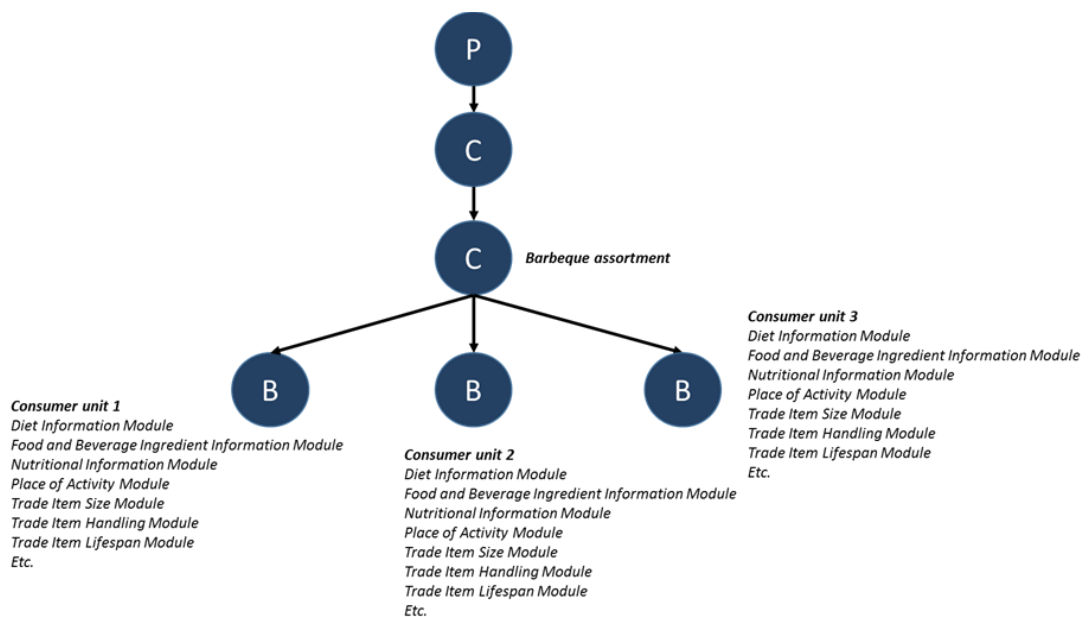 P
C
C
Barbeque assortment
B
B
B
Consumer unit 1
Diet Information Module
Food and Beverage Ingredient Information Module
Nutritional Information Module
Place of Activity Module
Trade Item Size Module
Trade Item Handling Module
Trade Item Lifespan Module
Etc.
Consumer unit 2
Diet Information Module
Food and Beverage Ingredient Information Module
Nutritional Information Module
Place of Activity Module
Trade Item Size Module
Trade Item Handling Module
Trade Item Lifespan Module
Etc.
Consumer unit 3
Diet Information Module
Food and Beverage Ingredient Information Module
Nutritional Information Module
Place of Activity Module
Trade Item Size Module
Trade Item Handling Module
Trade Item Lifespan Module
Etc.